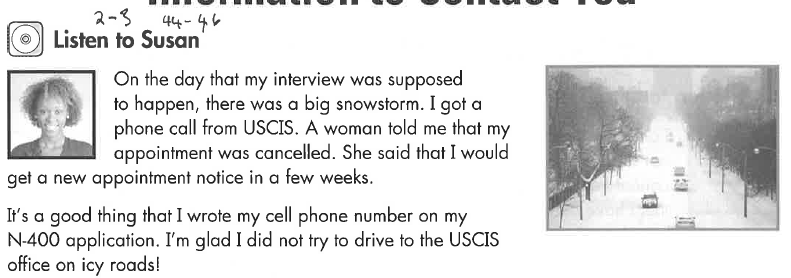 Information to Contact You
2-3 44-46
Listen to Susan
On the day that my interview was supposed
to happen, there was a big snowstorm. I got a
phone call from USCIS. A woman told me that my
appointment was cancelled. She said that I would
get a new appointment notice in a few weeks.
It's a good thing that I wrote my cell phone number on my
N-400 application. I'm glad I did not try to drive to the USCIS
office on icy roads!